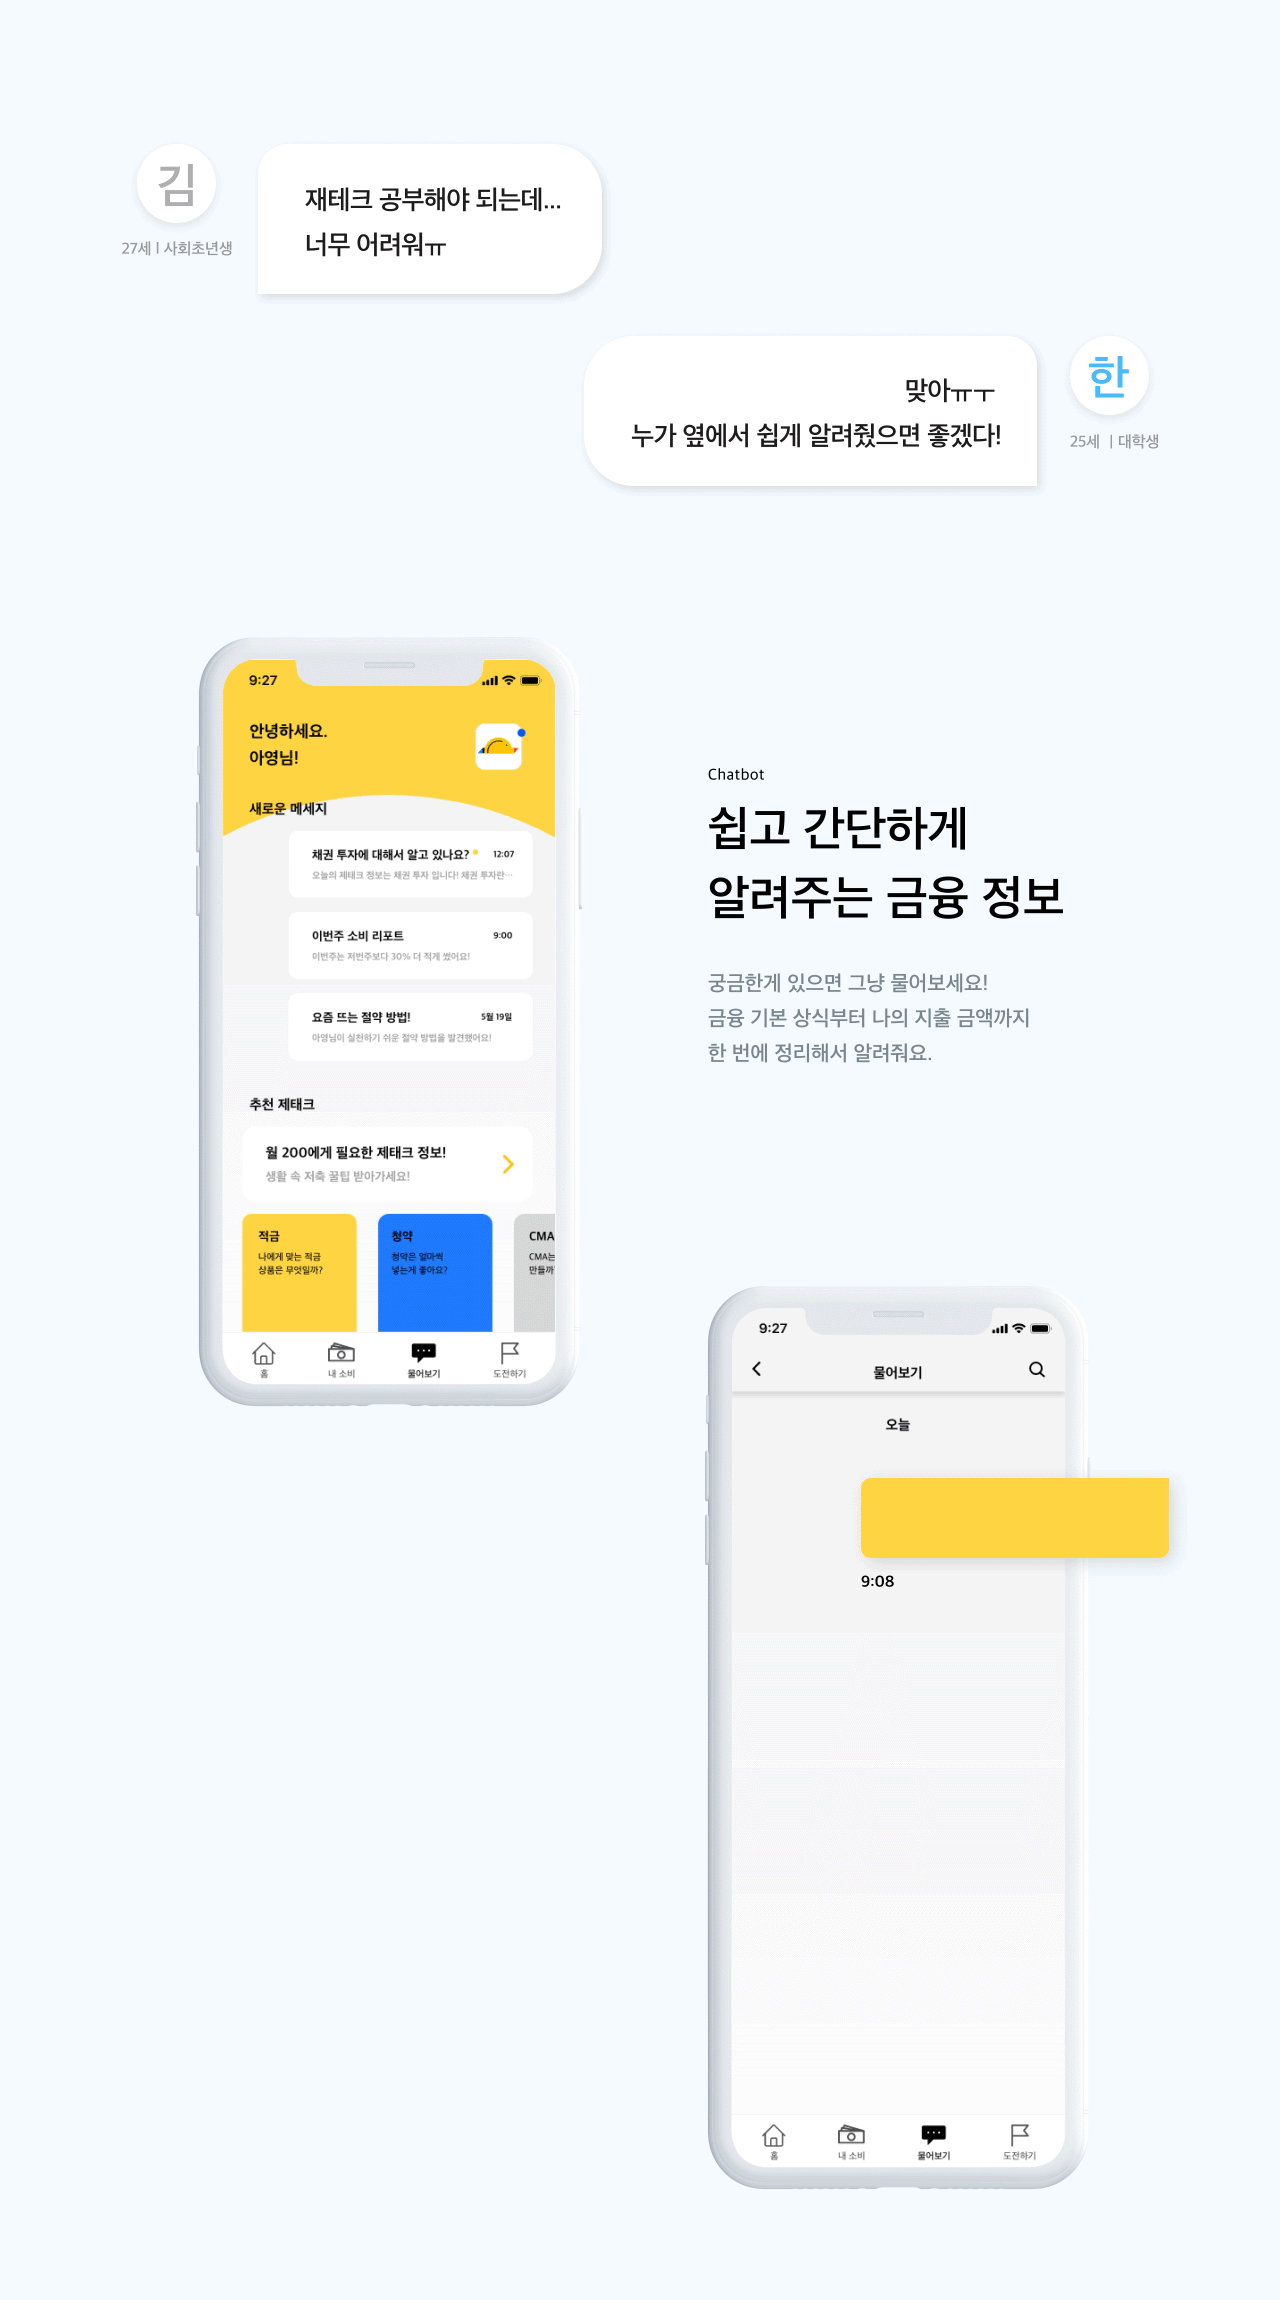 김
27세 | 사회초년생
재테크 공부해야 되는데...
너무 어려워ㅠ
맞아ㅠㅜ
누가 옆에서 쉽게 알려줬으면 좋겠다!
한
25세 | 대학생
9:27
안녕하세요.
아영님!
새로운 메세지
채권 투자에 대해서 알고 있나요? 12:07
오늘의 제태크 정보는 채권 투자 입니다! 채권 투자란...
이번주 소비 리포트 9:00
이번주는 저번주보다 30% 더 적게 썼어요!
요즘 뜨는 절약 방법! 5월 19일
아영님이 실천하기 쉬운 절약 방법을 발견했어요!
추천 제태크
월 200에게 필요한 제태크 정보!
생활 속 저축 꿀팁 받아가세요!
적금
나에게 맞는 적금
상품은 무엇일까?
청약
청약은 얼마씩
넣는게 좋아요?
CMA
CMA는
만들까
홈 내 소비 물어보기 도전하기
Chatbot
쉽고 간단하게
알려주는 금융 정보
궁금한게 있으면 그냥 물어보세요!
금융 기본 상식부터 나의 지출 금액까지
한 번에 정리해서 알려줘요.
9:27
물어보기
오늘
9:08
홈 내 소비 물어보기 도전하기